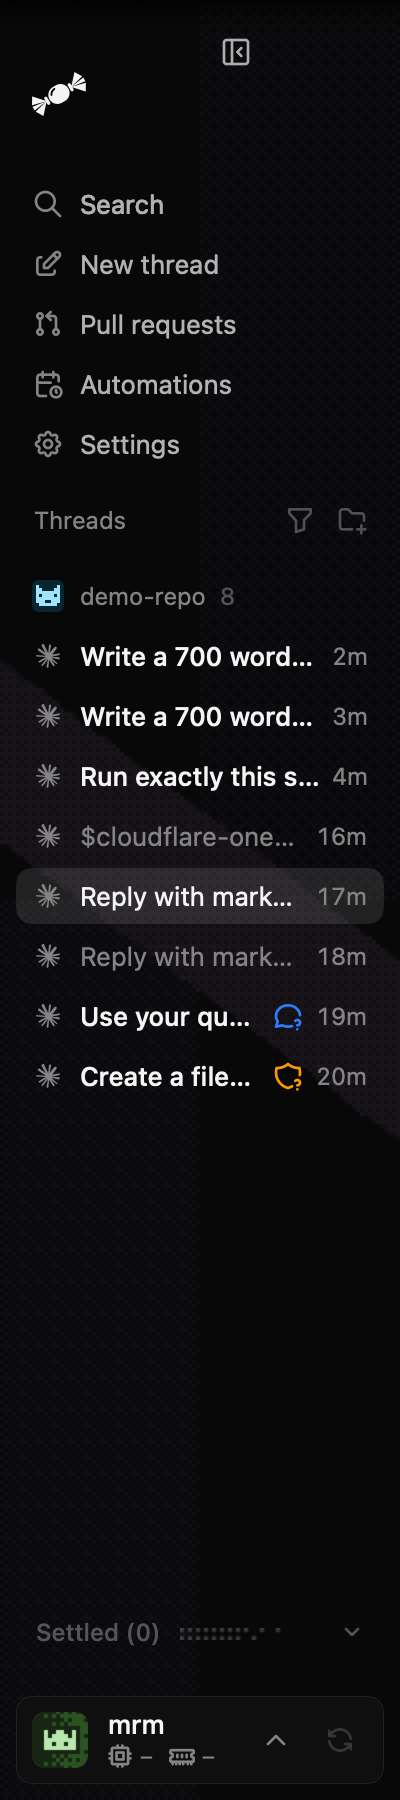 Search
New thread
Pull requests
Automations
Settings
Threads
demo-repo 8
Write a 700 word... 2m
Write a 700 word... 3m
Run exactly this s... 4m
$cloudflare-one... 16m
Reply with mark... 17m
Reply with mark... 18m
Use your qu... 19m
Create a file... 20m
Settled (0)
mrm
– –